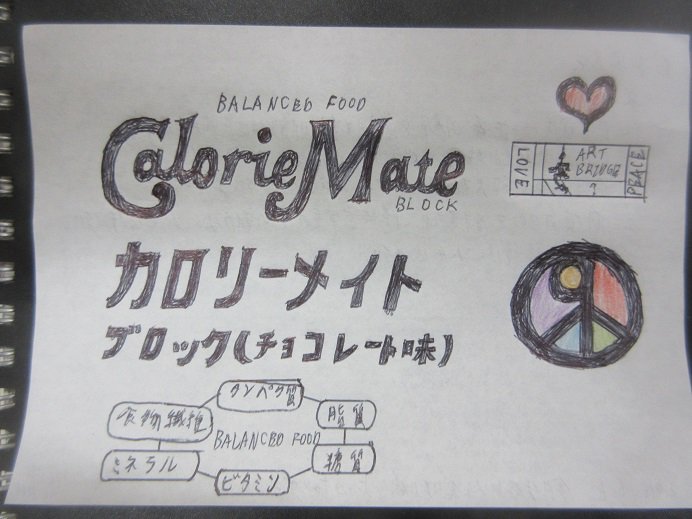 BALANCED FOOD
CalorieMate
BLOCK
カロリーメイト
ブロック(チョコレート味)
タンパク質
食物繊維
脂質
BALANCED FOOD
ミネラル
糖質
ビタミン
LOVE
ART
BRIDGE
?
PEACE